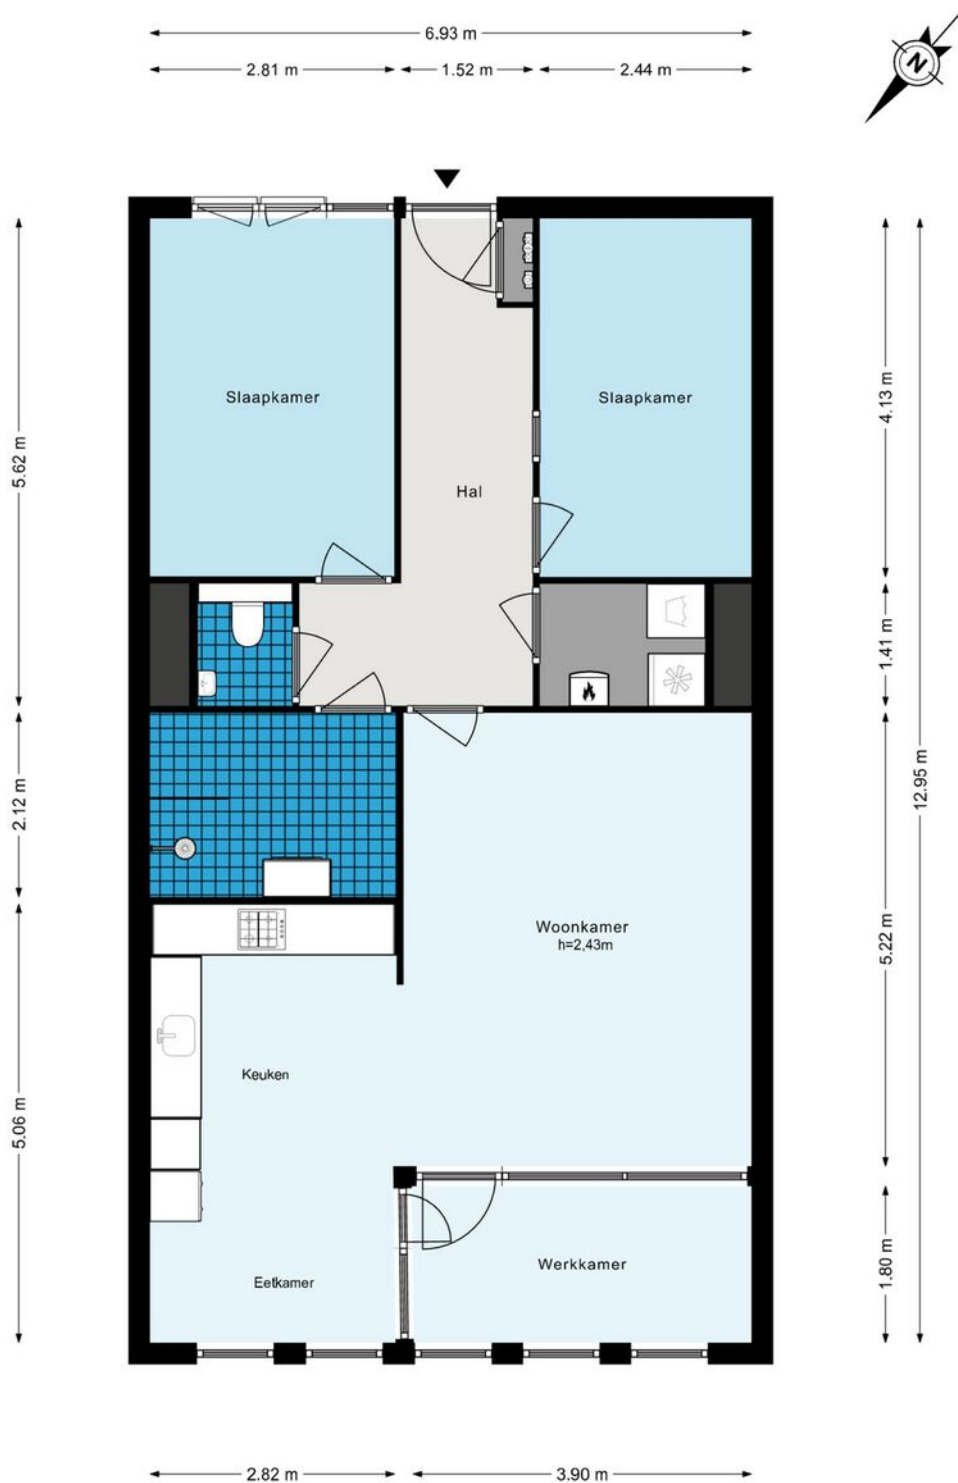 6.93 m
2.81 m
1.52 m
2.44 m
N
Slaapkamer
Slaapkamer
Hal
5.62 m
4.13 m
1.41 m
12.95 m
2.12 m
Woonkamer
h=2,43m
5.22 m
Keuken
5.06 m
Werkkamer
Eetkamer
1.80 m
2.82 m
3.90 m